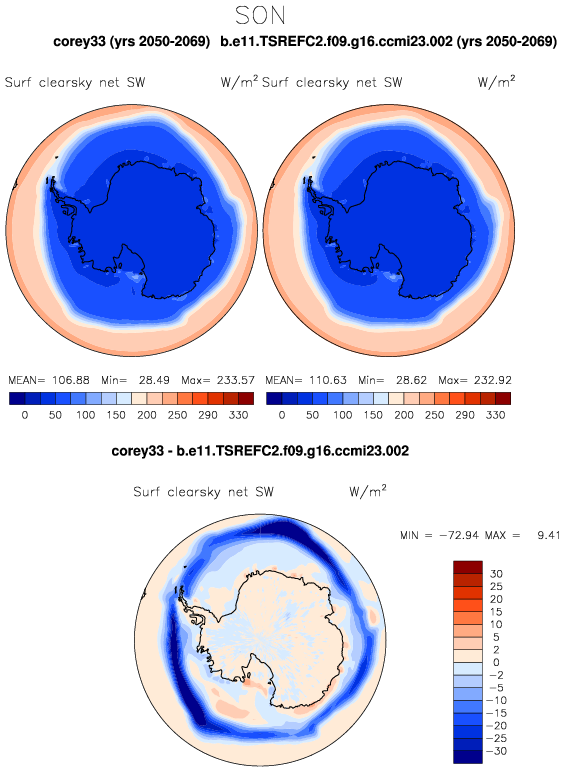 SON
corey33 (yrs 2050-2069) b.e11.TSREFC2.f09.g16.ccmi23.002 (yrs 2050-2069)
Surf clearsky net SW W/m² Surf clearsky net SW W/m²
MEAN= 106.88 Min= 28.49 Max= 233.57 MEAN= 110.63 Min= 28.62 Max= 232.92
0 50 100 150 200 250 290 330 0 50 100 150 200 250 290 330
corey33 - b.e11.TSREFC2.f09.g16.ccmi23.002
Surf clearsky net SW W/m²
MIN = -72.94 MAX = 9.41
30
25
20
15
10
5
2
0
-2
-5
-10
-15
-20
-25
-30